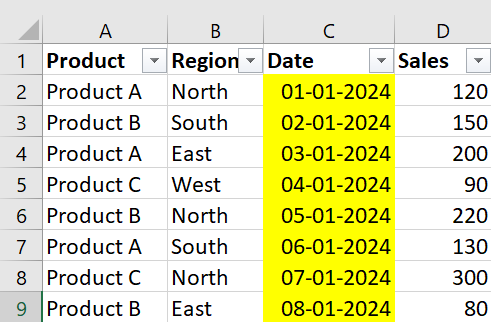 A B C D
1 Product Region Date Sales
2 Product A North 01-01-2024 120
3 Product B South 02-01-2024 150
4 Product A East 03-01-2024 200
5 Product C West 04-01-2024 90
6 Product B North 05-01-2024 220
7 Product A South 06-01-2024 130
8 Product C North 07-01-2024 300
9 Product B East 08-01-2024 80